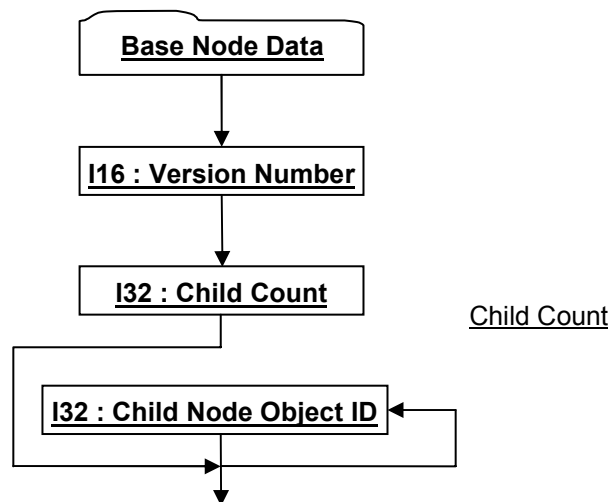 Base Node Data
I16 : Version Number
I32 : Child Count
Child Count
I32 : Child Node Object ID